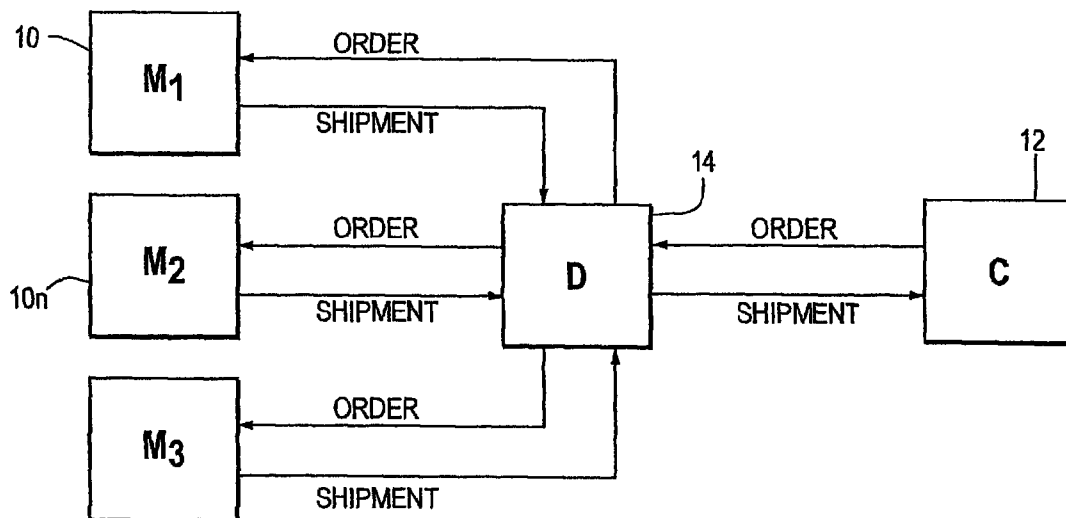 10
M1
ORDER
SHIPMENT
10n
M2
ORDER
SHIPMENT
M3
ORDER
SHIPMENT
14
D
ORDER
SHIPMENT
12
C